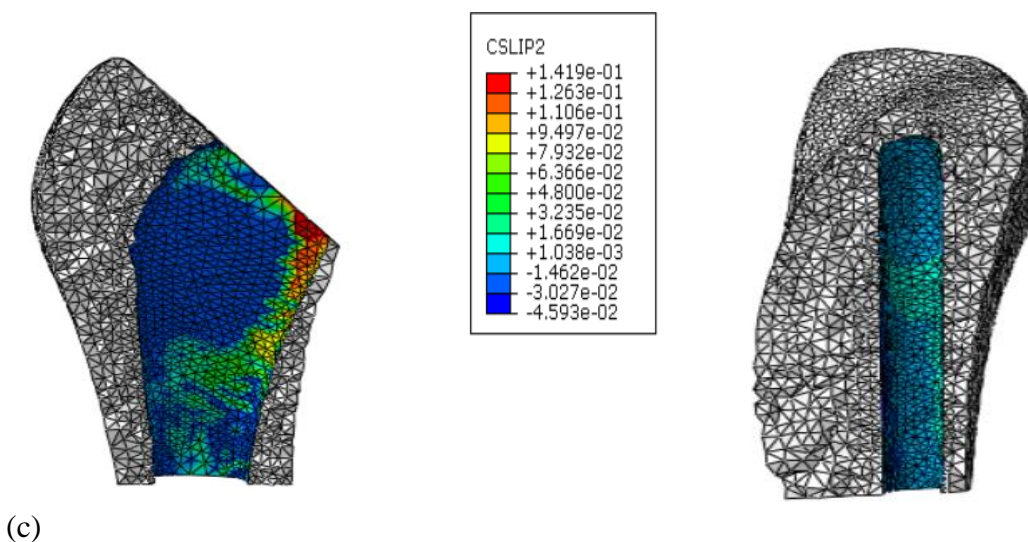 CSLIP2
+1.419e-01
+1.263e-01
+1.106e-01
+9.497e-02
+7.932e-02
+6.366e-02
+4.800e-02
+3.235e-02
+1.669e-02
+1.038e-03
-1.462e-02
-3.027e-02
-4.593e-02
(c)